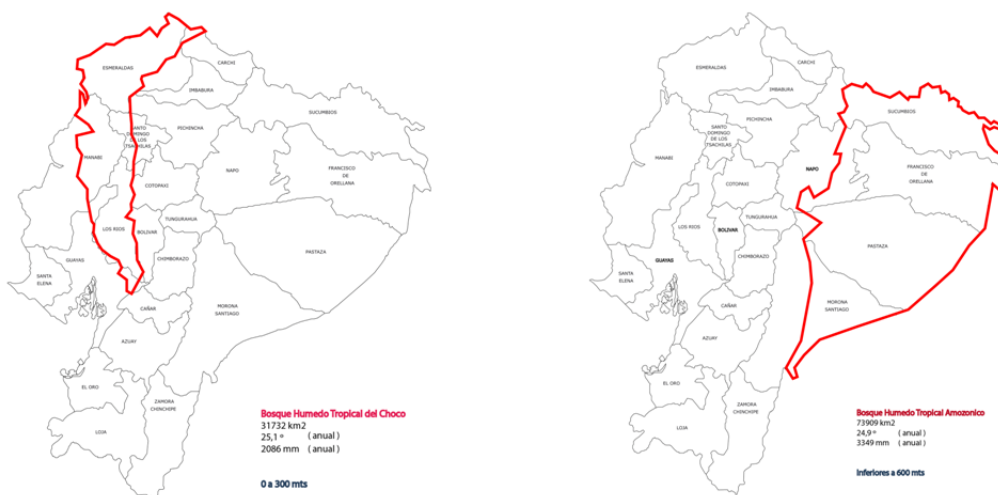 ESMERALDAS
CARCHI
IMBABURA
SUCUMBIOS
SANTO
DOMINGO
DE LOS
TSACHILAS
PICHINCHA
MANABÍ
NAPO
FRANCISCO
DE
ORELLANA
COTOPAXI
TUNGURAHUA
LOS RIOS
BOLIVAR
PASTAZA
GUAYAS
CHIMBORAZO
SANTA
ELENA
MORONA
SANTIAGO
CAÑAR
AZUAY
EL ORO
ZAMORA
CHINCHIPE
LOJA
Bosque Humedo Tropical del Choco
31732 km2
25,1 º ( anual )
2086 mm ( anual )
0 a 300 mts
ESMERALDAS
CARCHI
IMBABURA
SUCUMBIOS
SANTO
DOMINGO
DE LOS
TSACHILAS
PICHINCHA
MANABÍ
NAPO
FRANCISCO
DE
ORELLANA
COTOPAXI
TUNGURAHUA
LOS RIOS
BOLIVAR
PASTAZA
GUAYAS
CHIMBORAZO
SANTA
ELENA
MORONA
SANTIAGO
CAÑAR
AZUAY
EL ORO
ZAMORA
CHINCHIPE
LOJA
Bosque Humedo Tropical Amozonico
73909 km2
24,9 º ( anual )
3349 mm ( anual )
Inferiores a 600 mts